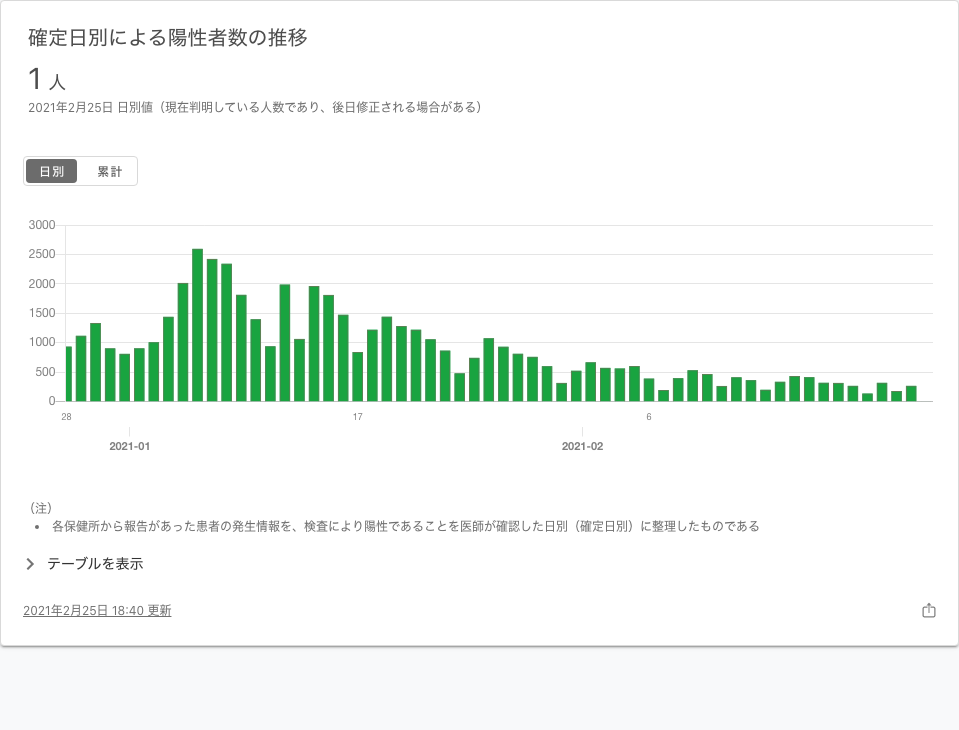 確定日別による陽性者数の推移
1 人
2021年2月25日 日別値（現在判明している人数であり、後日修正される場合がある）
日別 累計
3000
2500
2000
1500
1000
500
0
28 17 6
2021-01 2021-02
（注）
• 各保健所から報告があった患者の発生情報を、検査により陽性であることを医師が確認した日別（確定日別）に整理したものである
テーブルを表示
2021年2月25日 18:40 更新